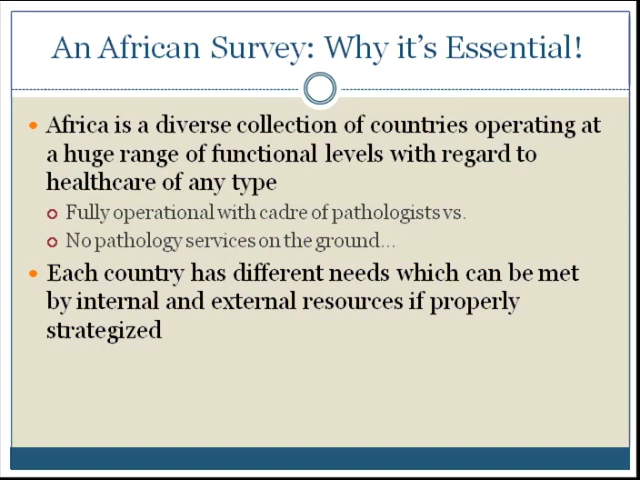 An African Survey: Why it's Essential!
Africa is a diverse collection of countries operating at
a huge range of functional levels with regard to
healthcare of any type
Fully operational with cadre of pathologists vs.
No pathology services on the ground...
Each country has different needs which can be met
by internal and external resources if properly
strategized